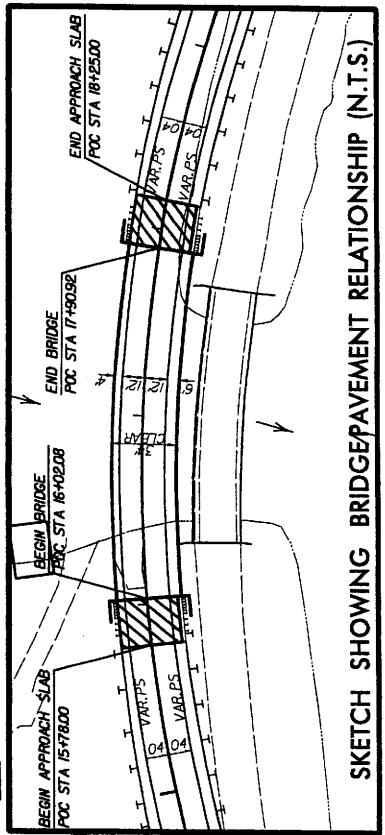 BEGIN APPROACH SLAB
POC STA 15+78.00
BEGIN BRIDGE
POC STA 16+02.08
END BRIDGE
POC STA 17+90.92
END APPROACH SLAB
POC STA 18+25.00
VAR.PS
VAR.PS
04
04
CLEAR
4'
12'
12'
6'
VAR.PS
VAR.PS
04
04
SKETCH SHOWING BRIDGE/PAVEMENT RELATIONSHIP (N.T.S.)